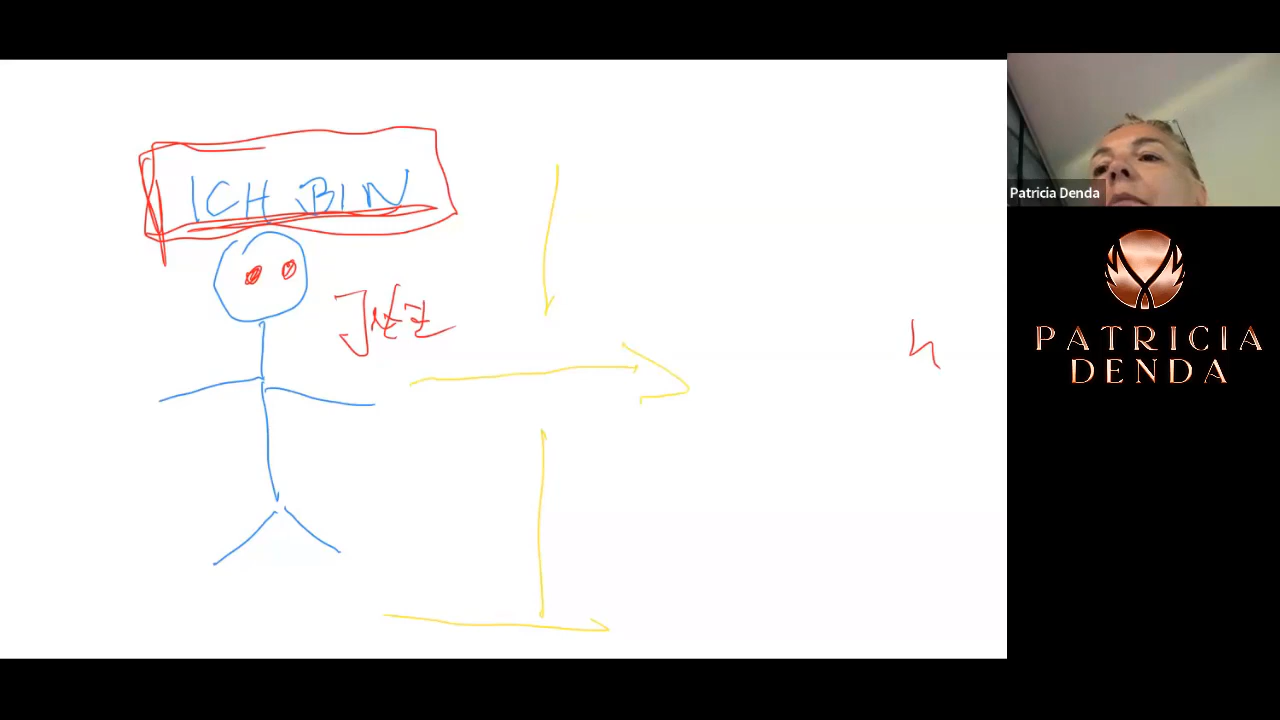 ICH BIN
Jetzt
h
Patricia Denda
PATRICIA
DENDA